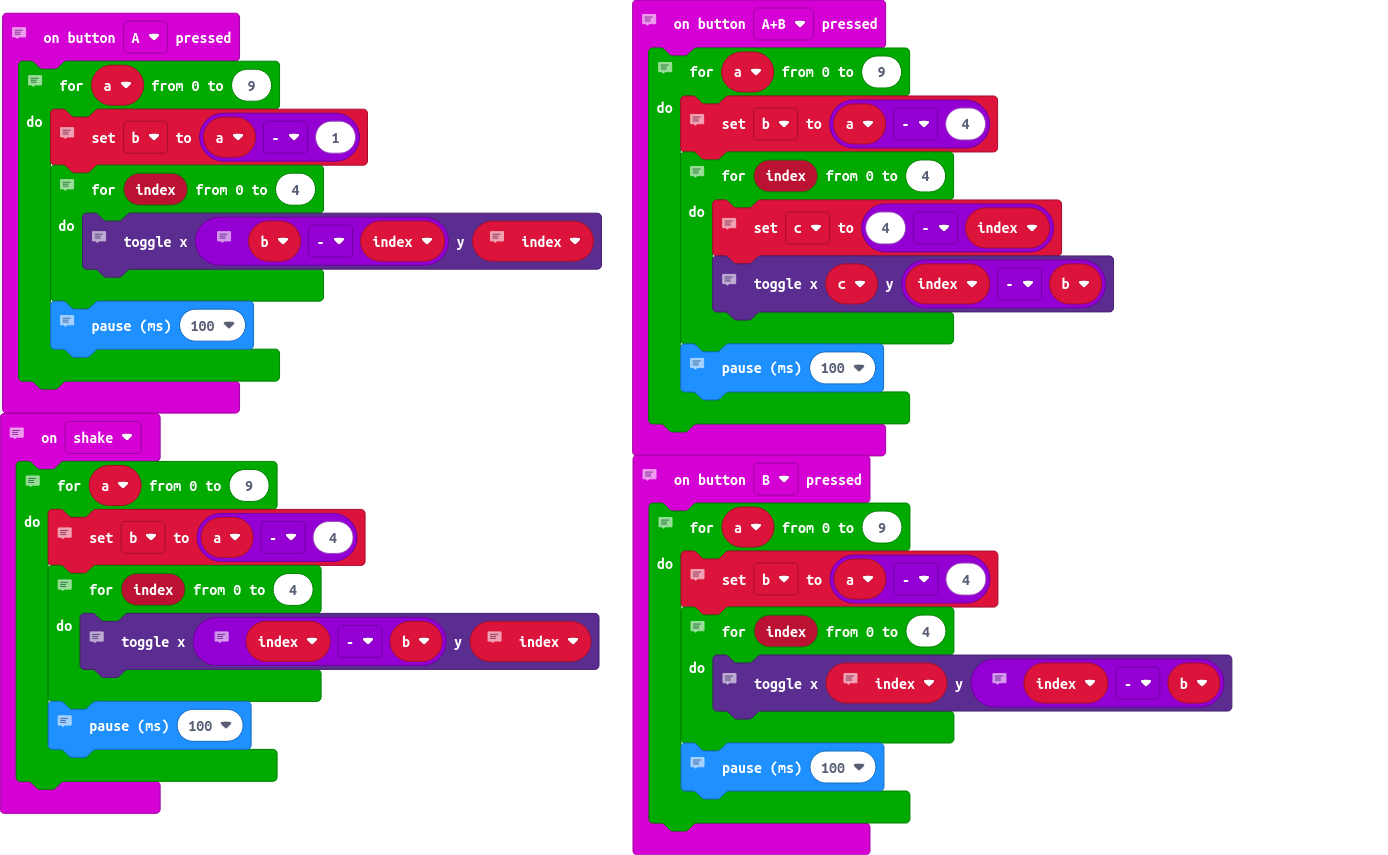 on button A pressed
for a from 0 to 9
do
set b to a - 1
for index from 0 to 4
do
toggle x b - index y index
pause (ms) 100
on shake
for a from 0 to 9
do
set b to a - 4
for index from 0 to 4
do
toggle x index - b y index
pause (ms) 100
on button A+B pressed
for a from 0 to 9
do
set b to a - 4
for index from 0 to 4
do
set c to 4 - index
toggle x c y index - b
pause (ms) 100
on button B pressed
for a from 0 to 9
do
set b to a - 4
for index from 0 to 4
do
toggle x index y index - b
pause (ms) 100